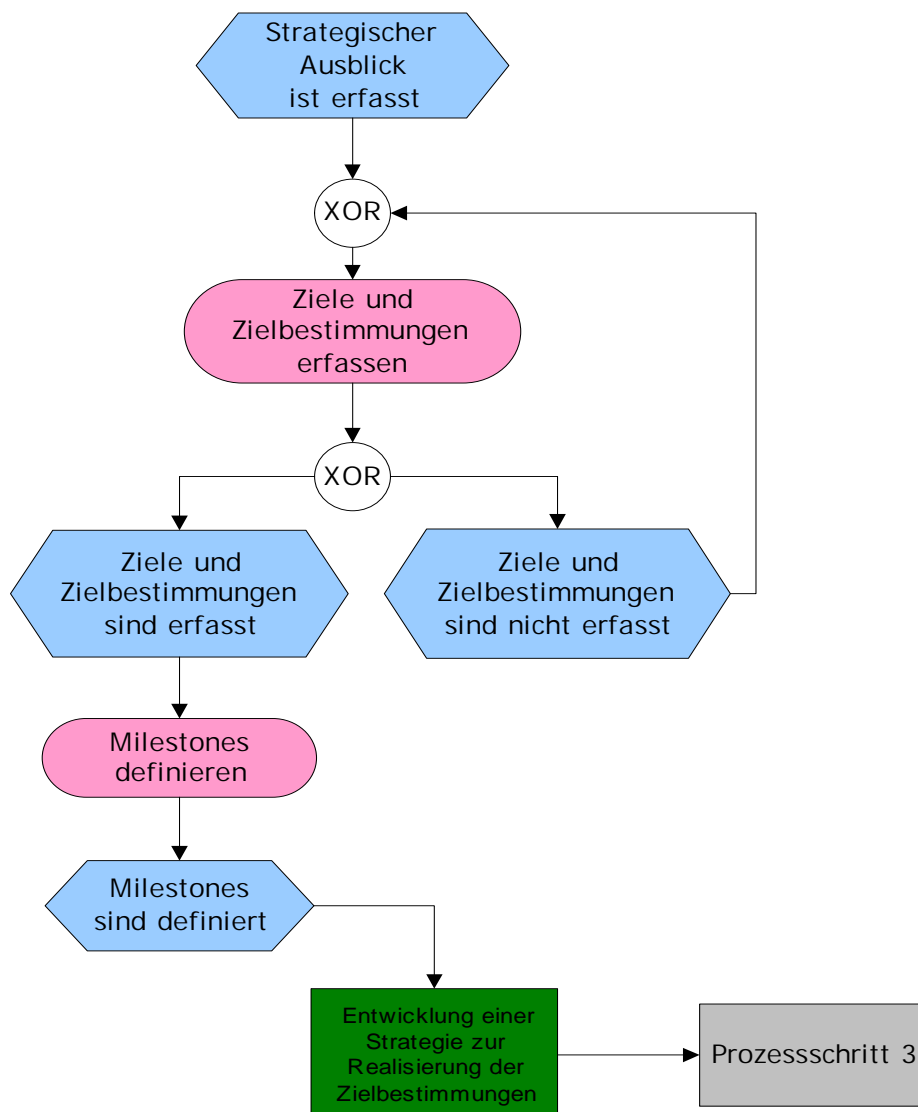 Strategischer
Ausblick
ist erfasst
XOR
Ziele und
Zielbestimmungen
erfassen
XOR
Ziele und
Zielbestimmungen
sind erfasst
Ziele und
Zielbestimmungen
sind nicht erfasst
Milestones
definieren
Milestones
sind definiert
Entwicklung einer
Strategie zur
Realisierung der
Zielbestimmungen
Prozessschritt 3